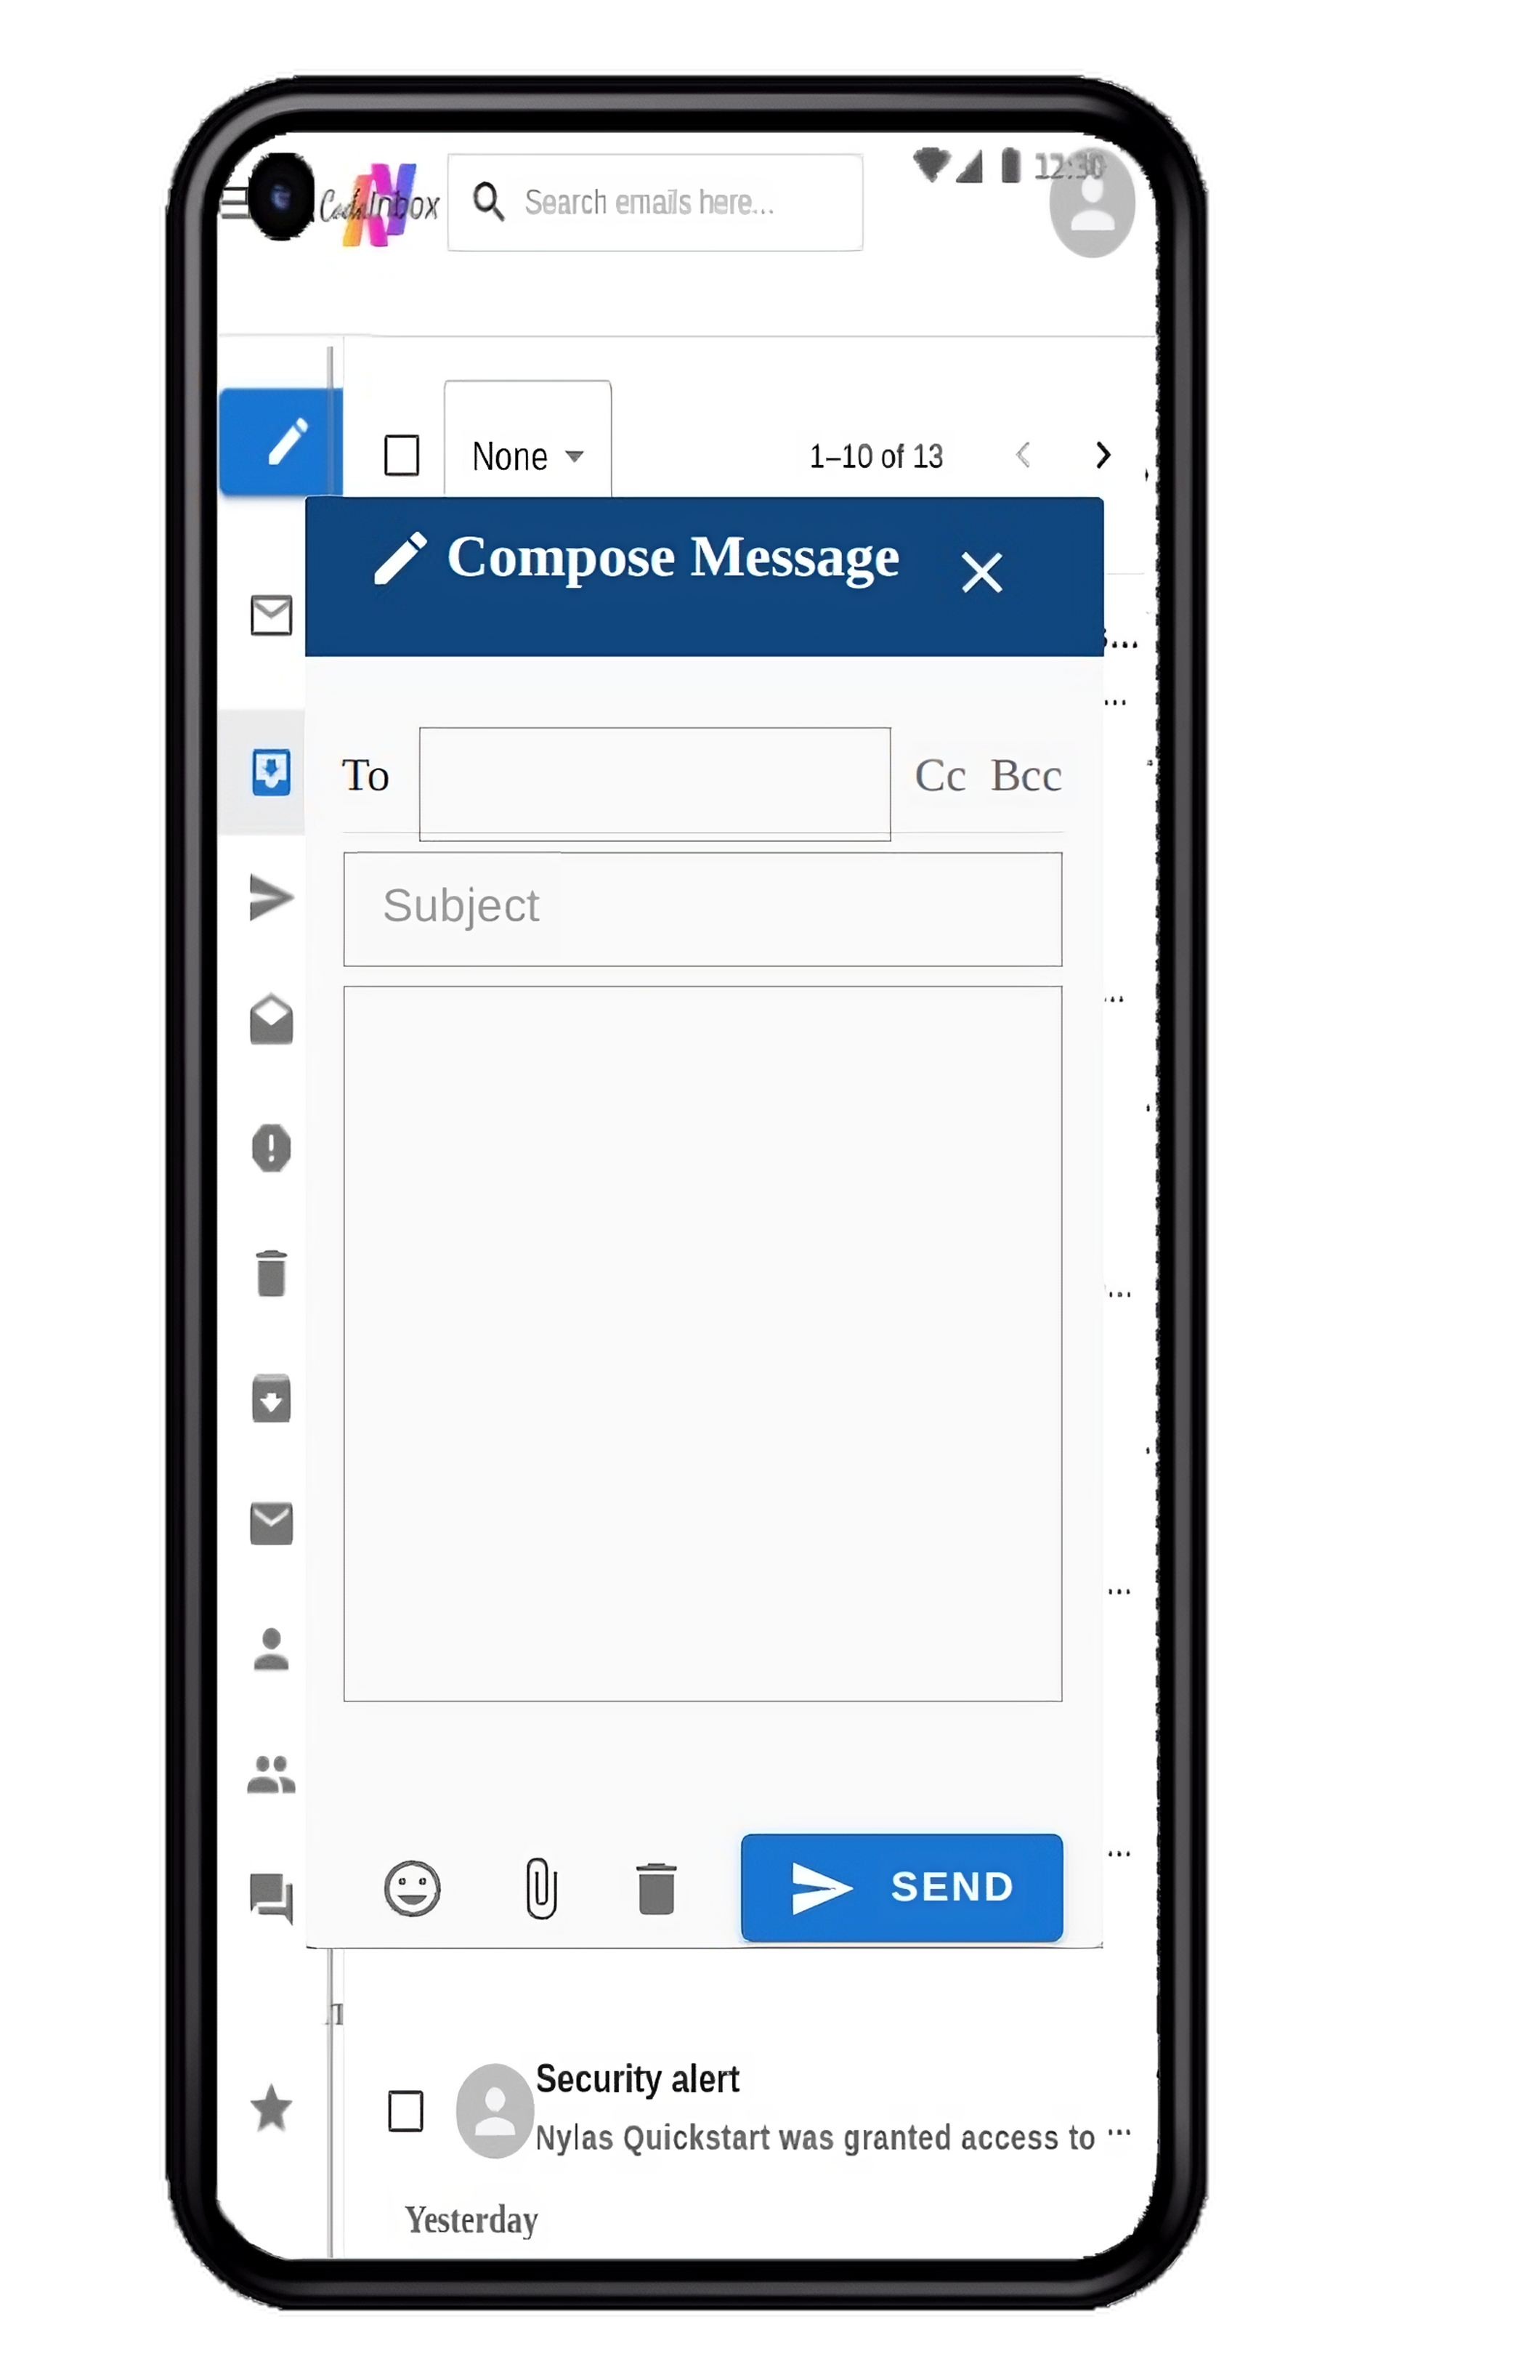 Inbox
Search emails here...
12:30
None
1–10 of 13
Compose Message
To
Cc Bcc
Subject
SEND
Security alert
Nylas Quickstart was granted access to ...
Yesterday